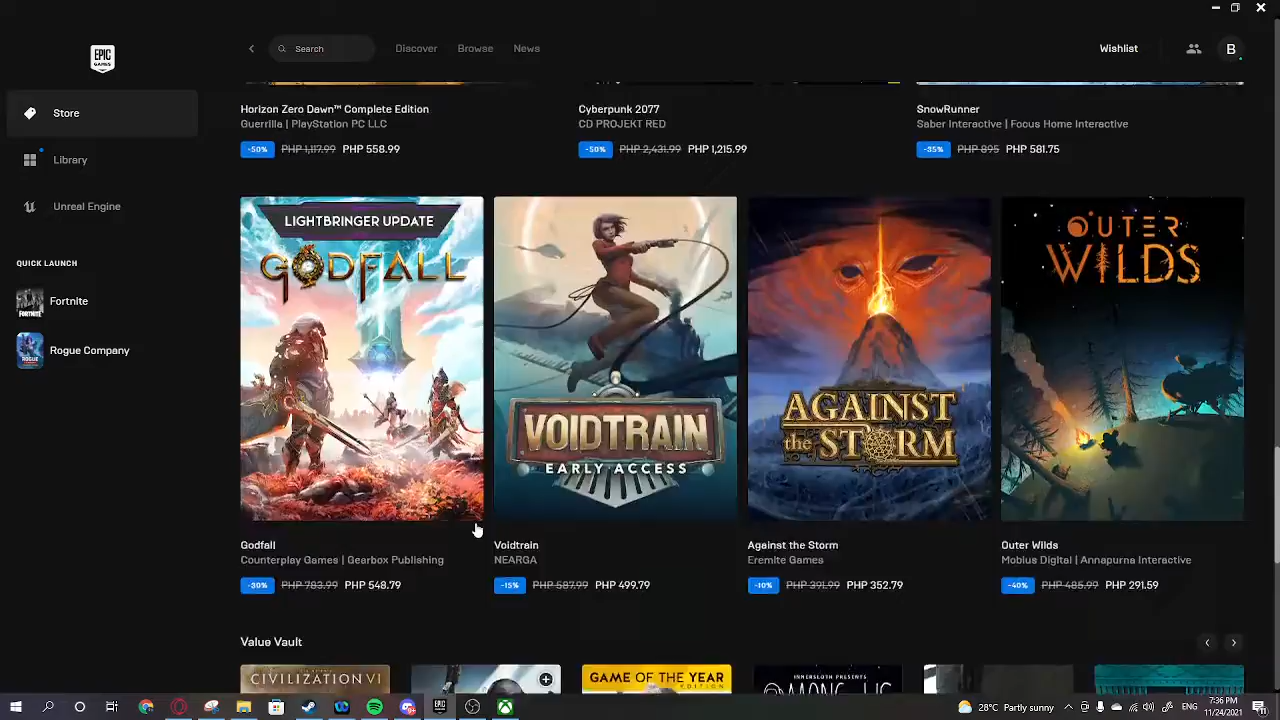 EPIC
GAMES
Search
Discover
Browse
News
Wishlist
B
Store
Library
Unreal Engine
QUICK LAUNCH
Fortnite
Rogue Company
Horizon Zero Dawn™ Complete Edition
Guerrilla | PlayStation PC LLC
-50% PHP 1,117.99 PHP 558.99
Cyberpunk 2077
CD PROJEKT RED
-50% PHP 2,431.99 PHP 1,215.99
SnowRunner
Saber Interactive | Focus Home Interactive
-35% PHP 895 PHP 581.75
LIGHTBRINGER UPDATE
GODFALL
VOIDTRAIN
EARLY ACCESS
AGAINST
the STORM
OUTER
WILDS
Godfall
Counterplay Games | Gearbox Publishing
-30% PHP 783.99 PHP 548.79
Voidtrain
NEARGA
-15% PHP 587.99 PHP 499.79
Against the Storm
Eremite Games
-10% PHP 391.99 PHP 352.79
Outer Wilds
Mobius Digital | Annapurna Interactive
-40% PHP 485.99 PHP 291.59
Value Vault
CIVILIZATION VI
GAME OF THE YEAR
EDITION
INNERSLOTH PRESENTS
28°C Partly sunny
7:36 PM
11/24/2021